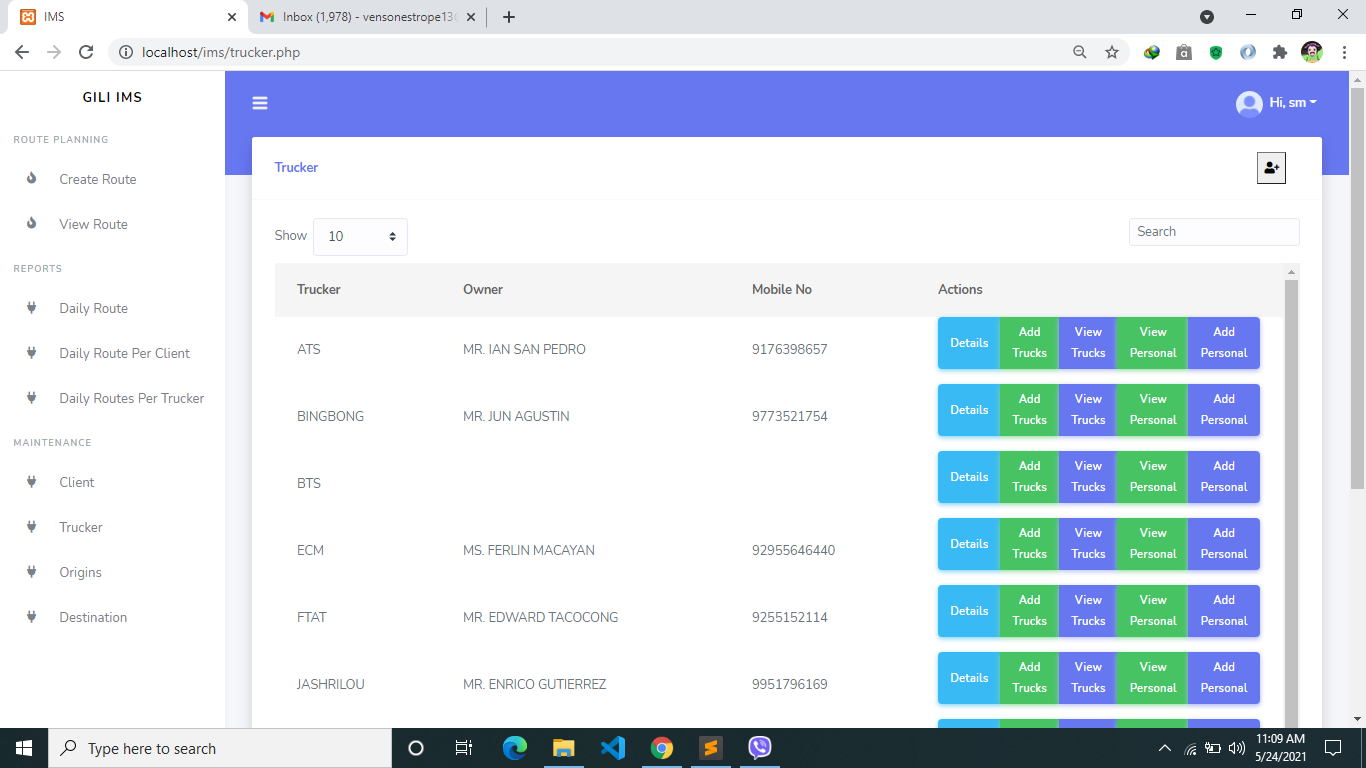 IMS
Inbox (1,978) - vensonestrope13
localhost/ims/trucker.php
GILI IMS
Hi, sm
ROUTE PLANNING
Create Route
View Route
REPORTS
Daily Route
Daily Route Per Client
Daily Routes Per Trucker
MAINTENANCE
Client
Trucker
Origins
Destination
Trucker
Show 10
Search
Trucker Owner Mobile No Actions
ATS MR. IAN SAN PEDRO 9176398657 Details Add Trucks View Trucks View Personal Add Personal
BINGBONG MR. JUN AGUSTIN 9773521754 Details Add Trucks View Trucks View Personal Add Personal
BTS Details Add Trucks View Trucks View Personal Add Personal
ECM MS. FERLIN MACAYAN 92955646440 Details Add Trucks View Trucks View Personal Add Personal
FTAT MR. EDWARD TACOCONG 9255152114 Details Add Trucks View Trucks View Personal Add Personal
JASHRILOU MR. ENRICO GUTIERREZ 9951796169 Details Add Trucks View Trucks View Personal Add Personal
Type here to search
11:09 AM
5/24/2021